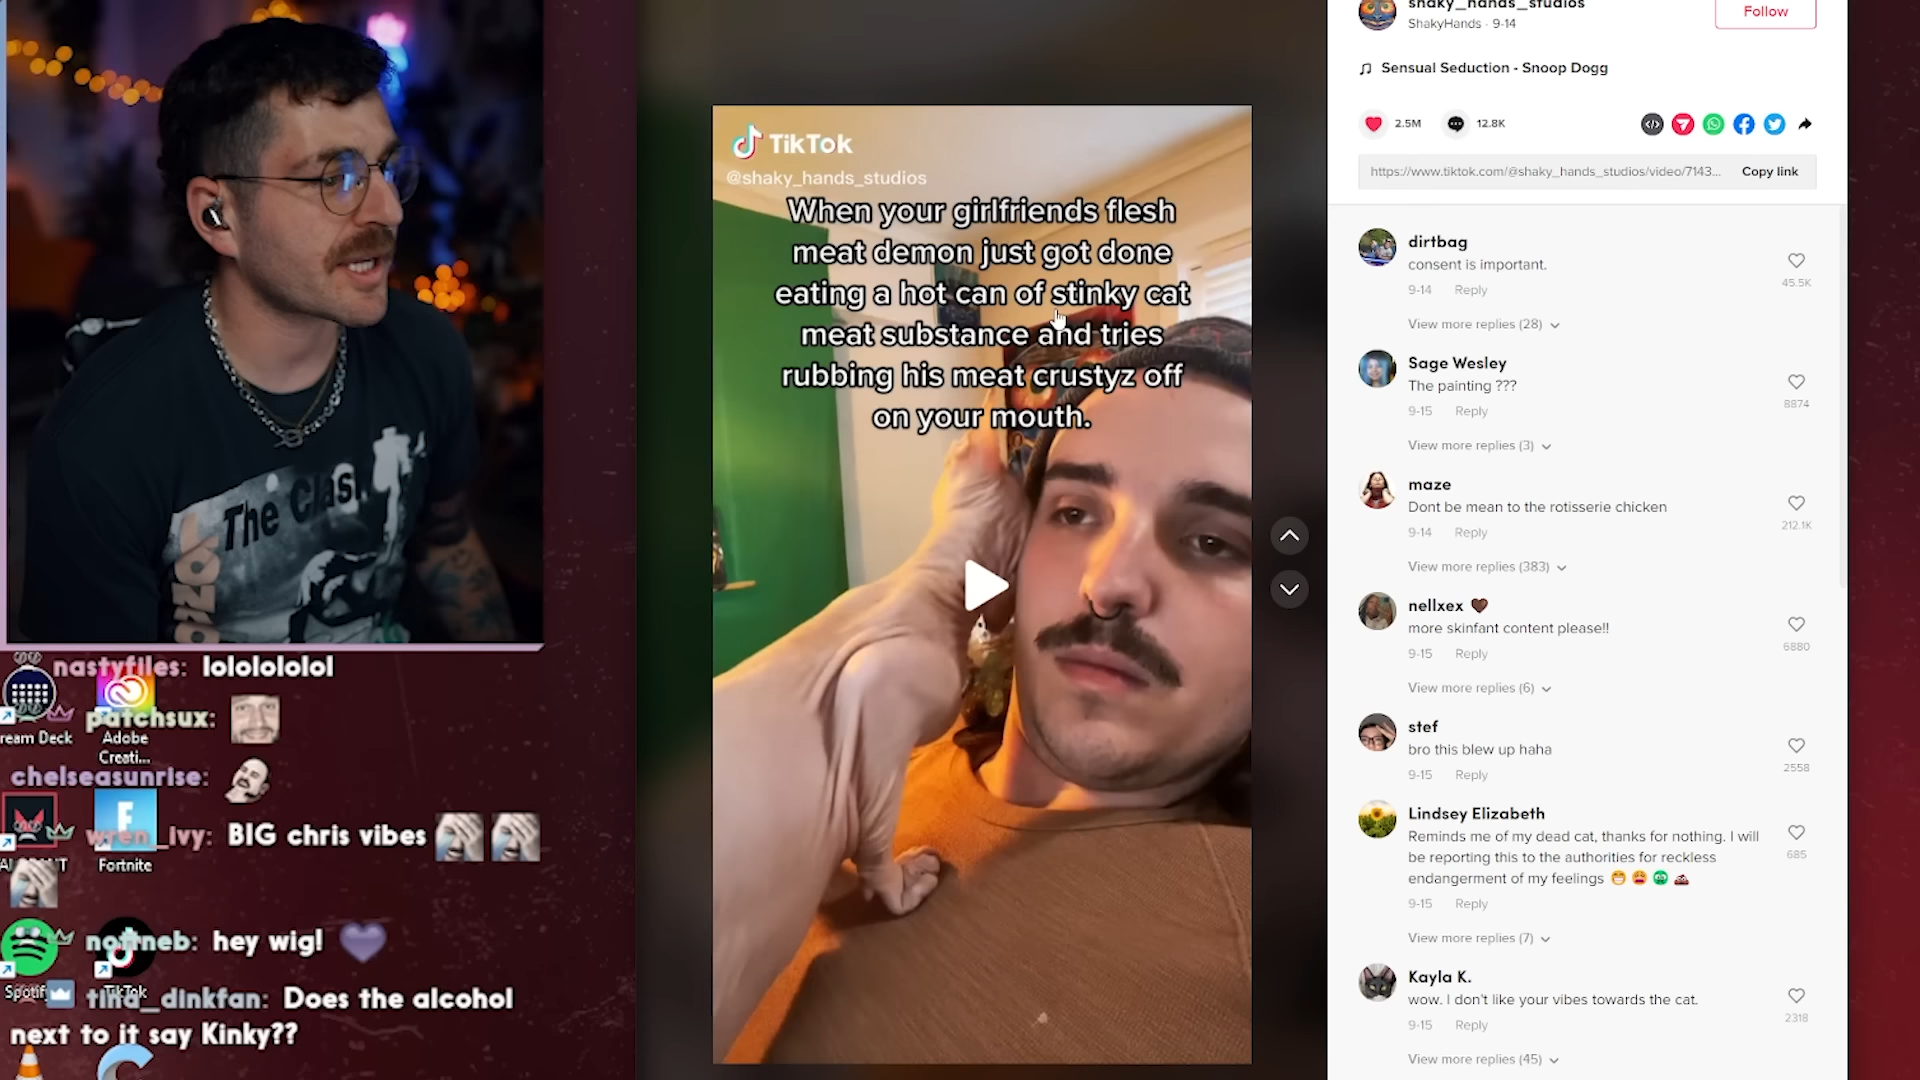 The Clash
nastyfiles: lolololololol
patchsux:
ream Deck
Adobe
Creati...
chelseasunrise:
wren_ivy: BIG chris vibes
Fortnite
notfneb: hey wig!
Spotify
TikTok
tina_dinkfan: Does the alcohol
next to it say Kinky??
TikTok
@shaky_hands_studios
When your girlfriends flesh
meat demon just got done
eating a hot can of stinky cat
meat substance and tries
rubbing his meat crustyz off
on your mouth.
shaky_hands_studios
ShakyHands · 9-14
Follow
Sensual Seduction - Snoop Dogg
2.5M
12.8K
https://www.tiktok.com/@shaky_hands_studios/video/7143...
Copy link
dirtbag
consent is important.
45.5K
9-14 Reply
View more replies (28)
Sage Wesley
The painting ???
8874
9-15 Reply
View more replies (3)
maze
Dont be mean to the rotisserie chicken
212.1K
9-14 Reply
View more replies (383)
nellxex
more skinfant content please!!
6880
9-15 Reply
View more replies (6)
stef
bro this blew up haha
2558
9-15 Reply
Lindsey Elizabeth
Reminds me of my dead cat, thanks for nothing. I will
be reporting this to the authorities for reckless
endangerment of my feelings
685
9-15 Reply
View more replies (7)
Kayla K.
wow. I don't like your vibes towards the cat.
2318
9-15 Reply
View more replies (45)